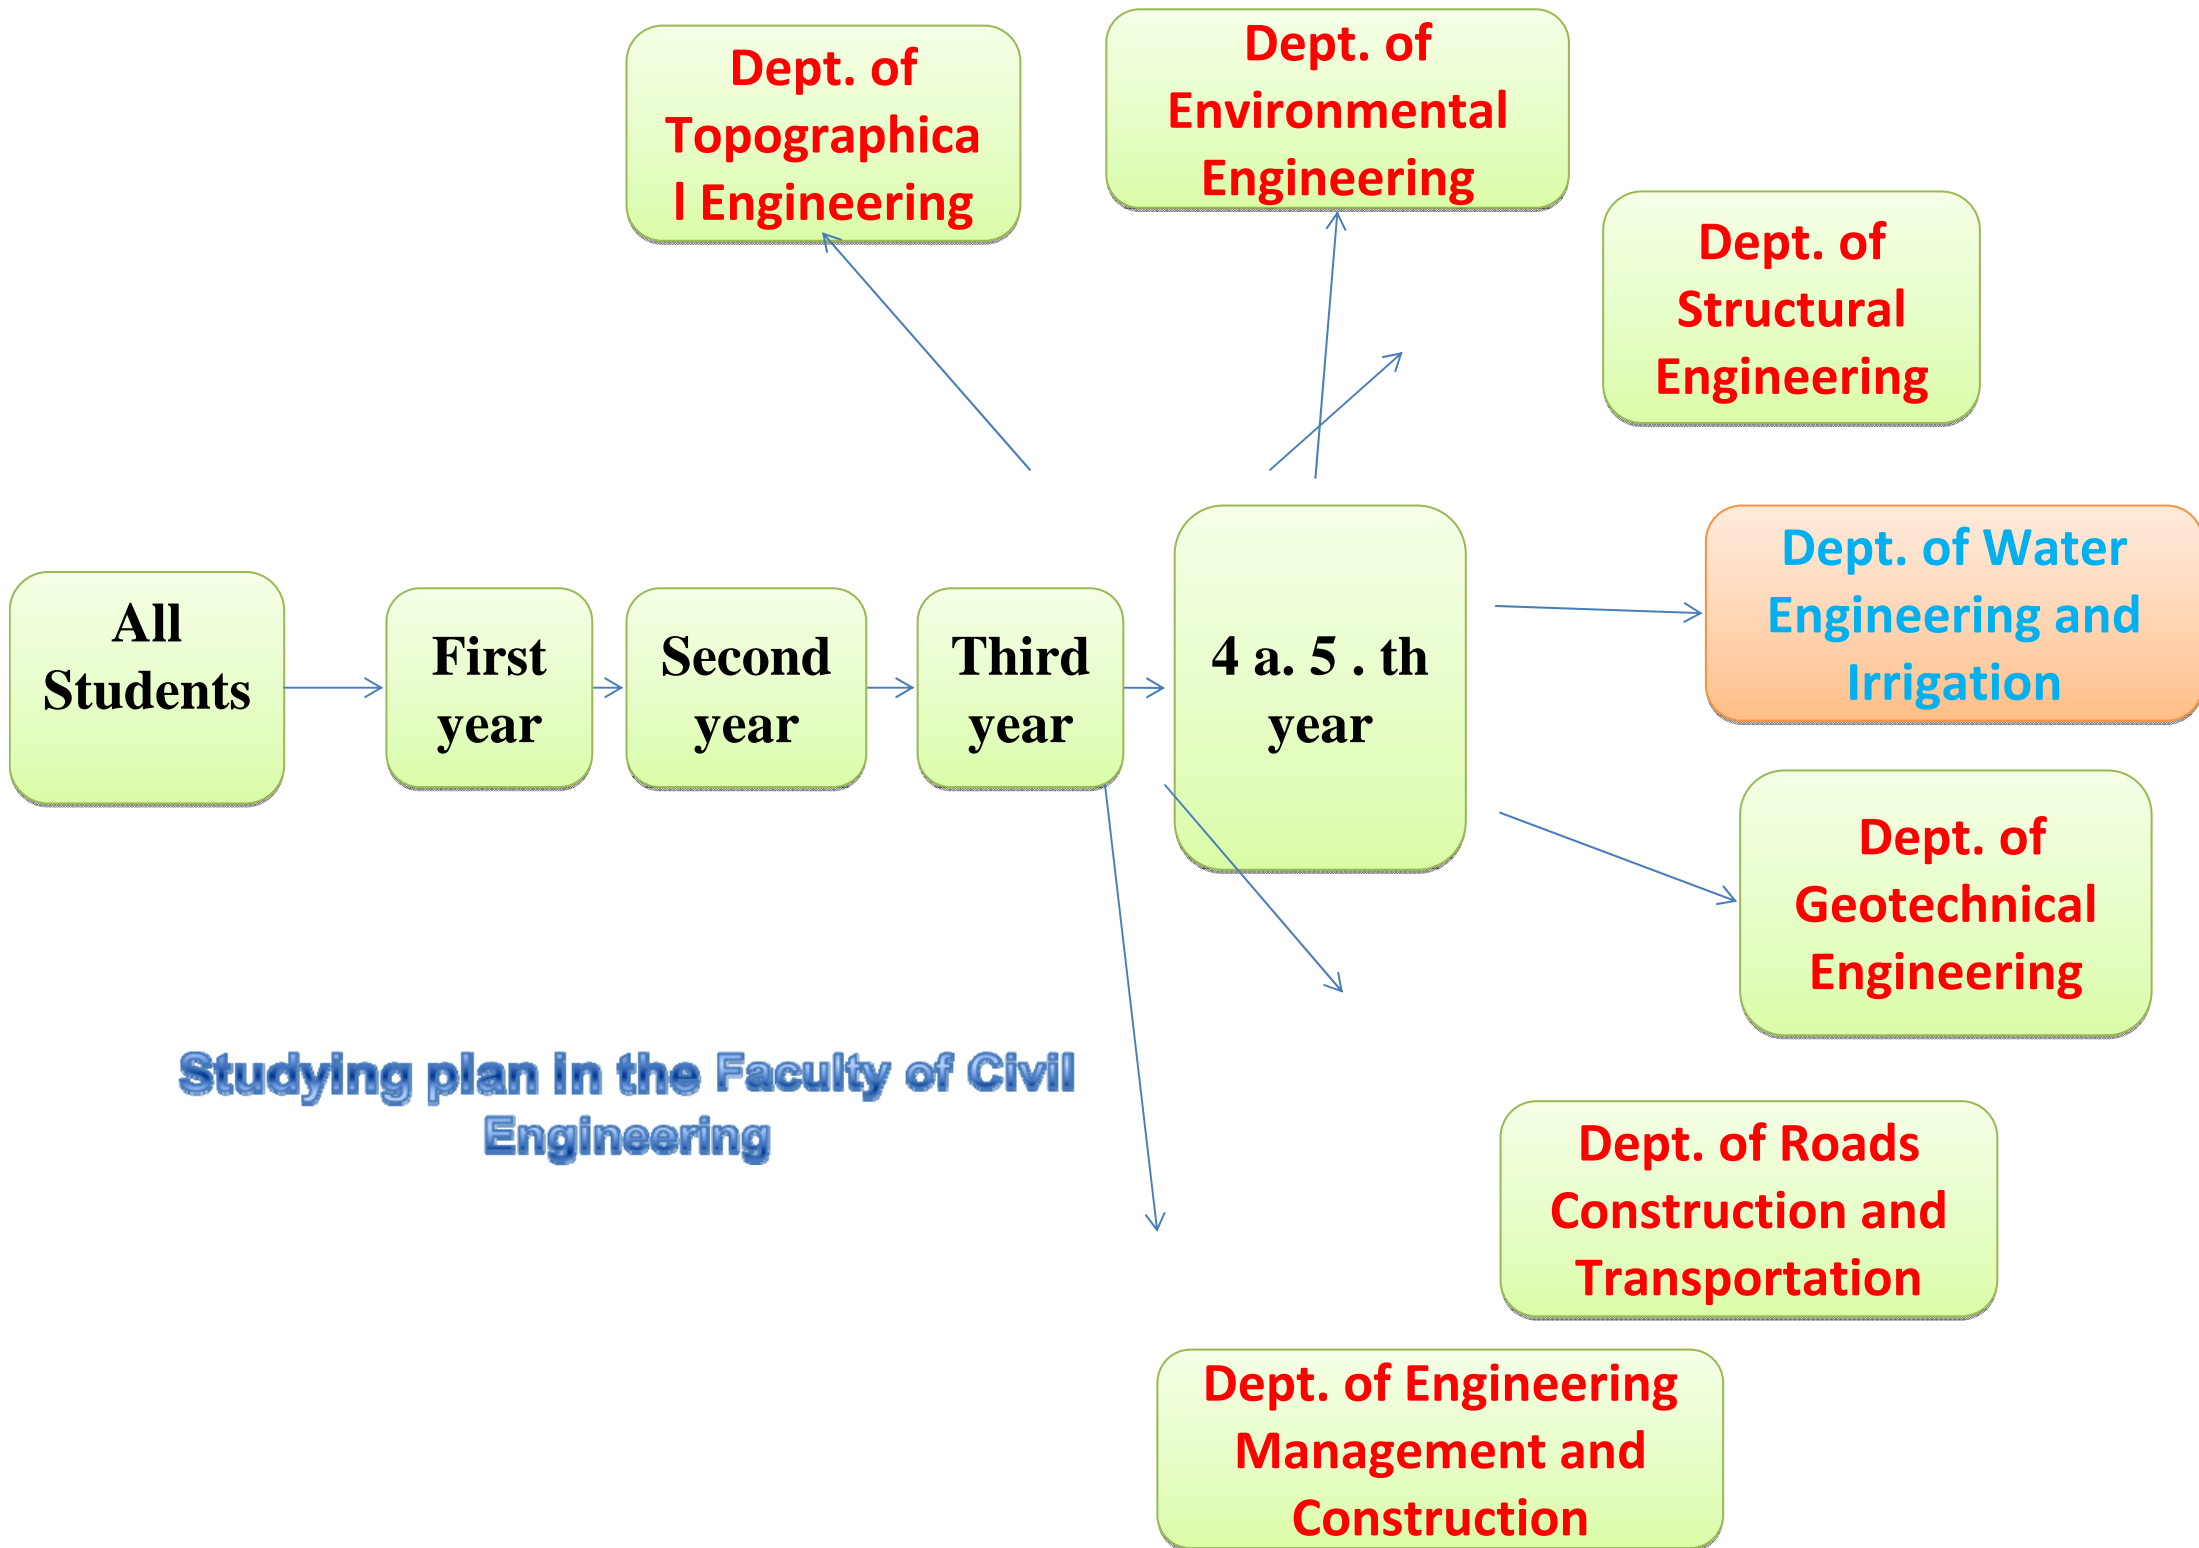 Dept. of
Topographica
l Engineering
Dept. of
Environmental
Engineering
Dept. of
Structural
Engineering
All
Students
First
year
Second
year
Third
year
4 a. 5 . th
year
Dept. of Water
Engineering and
Irrigation
Dept. of
Geotechnical
Engineering
Studying plan in the Faculty of Civil
Engineering
Dept. of Roads
Construction and
Transportation
Dept. of Engineering
Management and
Construction